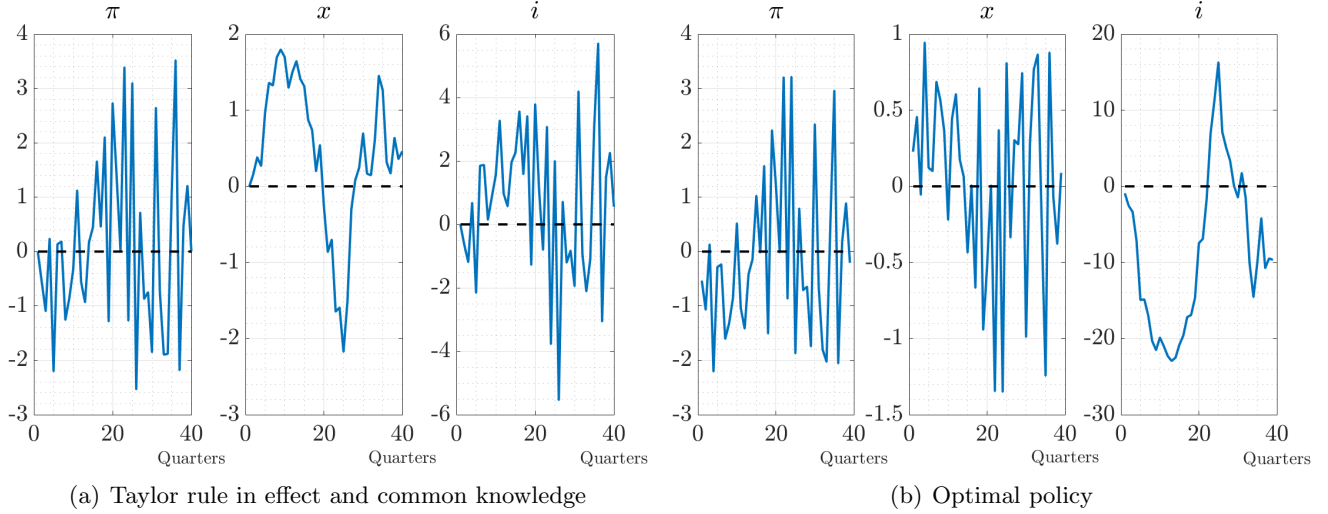 π x i π x i
4 2 6 4 1 20
3 3
4 0.5 10
2 1 2
2
1 1 0 0
0 0 0 0
-0.5 -10
-1 -1 -2 -1
-1 -20
-2 -2 -4 -2
-3 -3 -6 -3 -1.5 -30
0 20 40 0 20 40 0 20 40 0 20 40 0 20 40 0 20 40
Quarters Quarters Quarters Quarters Quarters Quarters
(a) Taylor rule in effect and common knowledge (b) Optimal policy